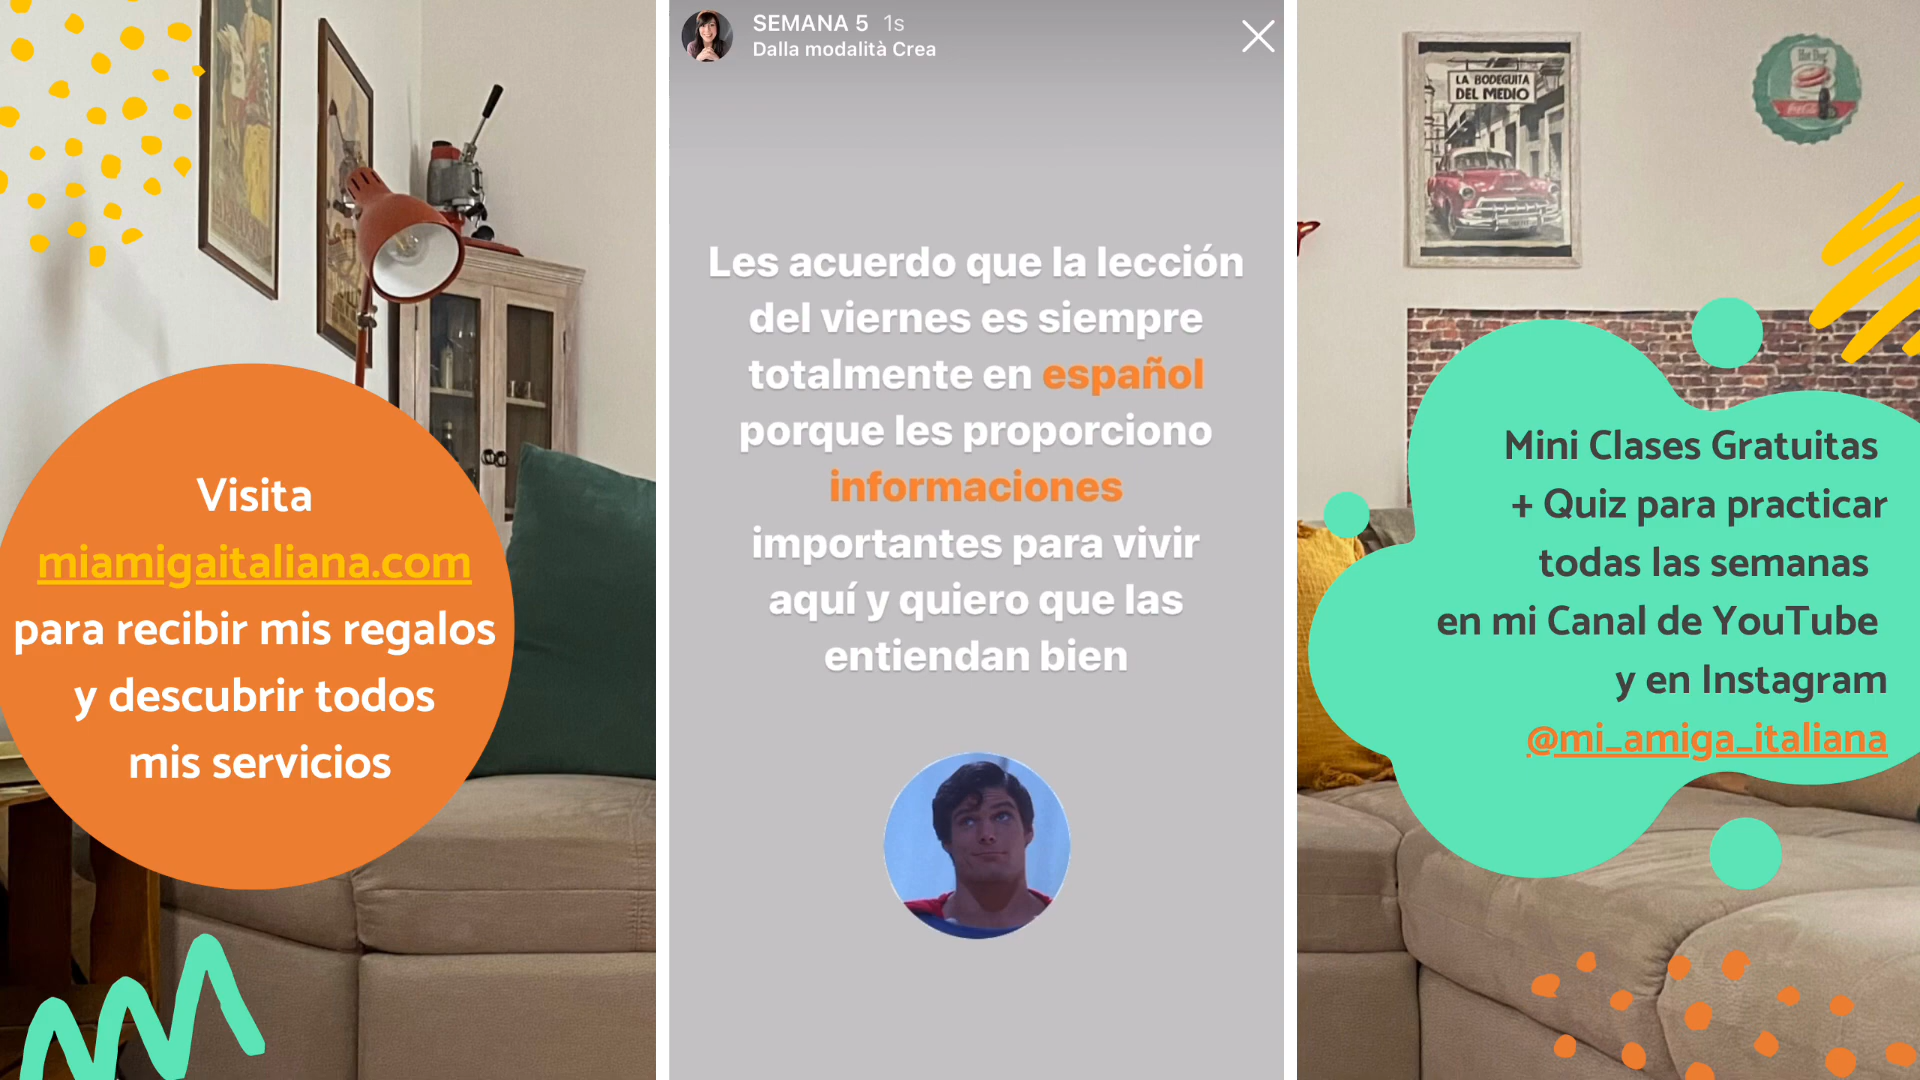 Visita
miamigaitaliana.com
para recibir mis regalos
y descubrir todos
mis servicios
SEMANA 5 1s
Dalla modalità Crea
Les acuerdo que la lección
del viernes es siempre
totalmente en español
porque les proporciono
informaciones
importantes para vivir
aquí y quiero que las
entiendan bien
LA BODEGUITA
DEL MEDIO
Mini Clases Gratuitas
+ Quiz para practicar
todas las semanas
en mi Canal de YouTube
y en Instagram
@mi_amiga_italiana